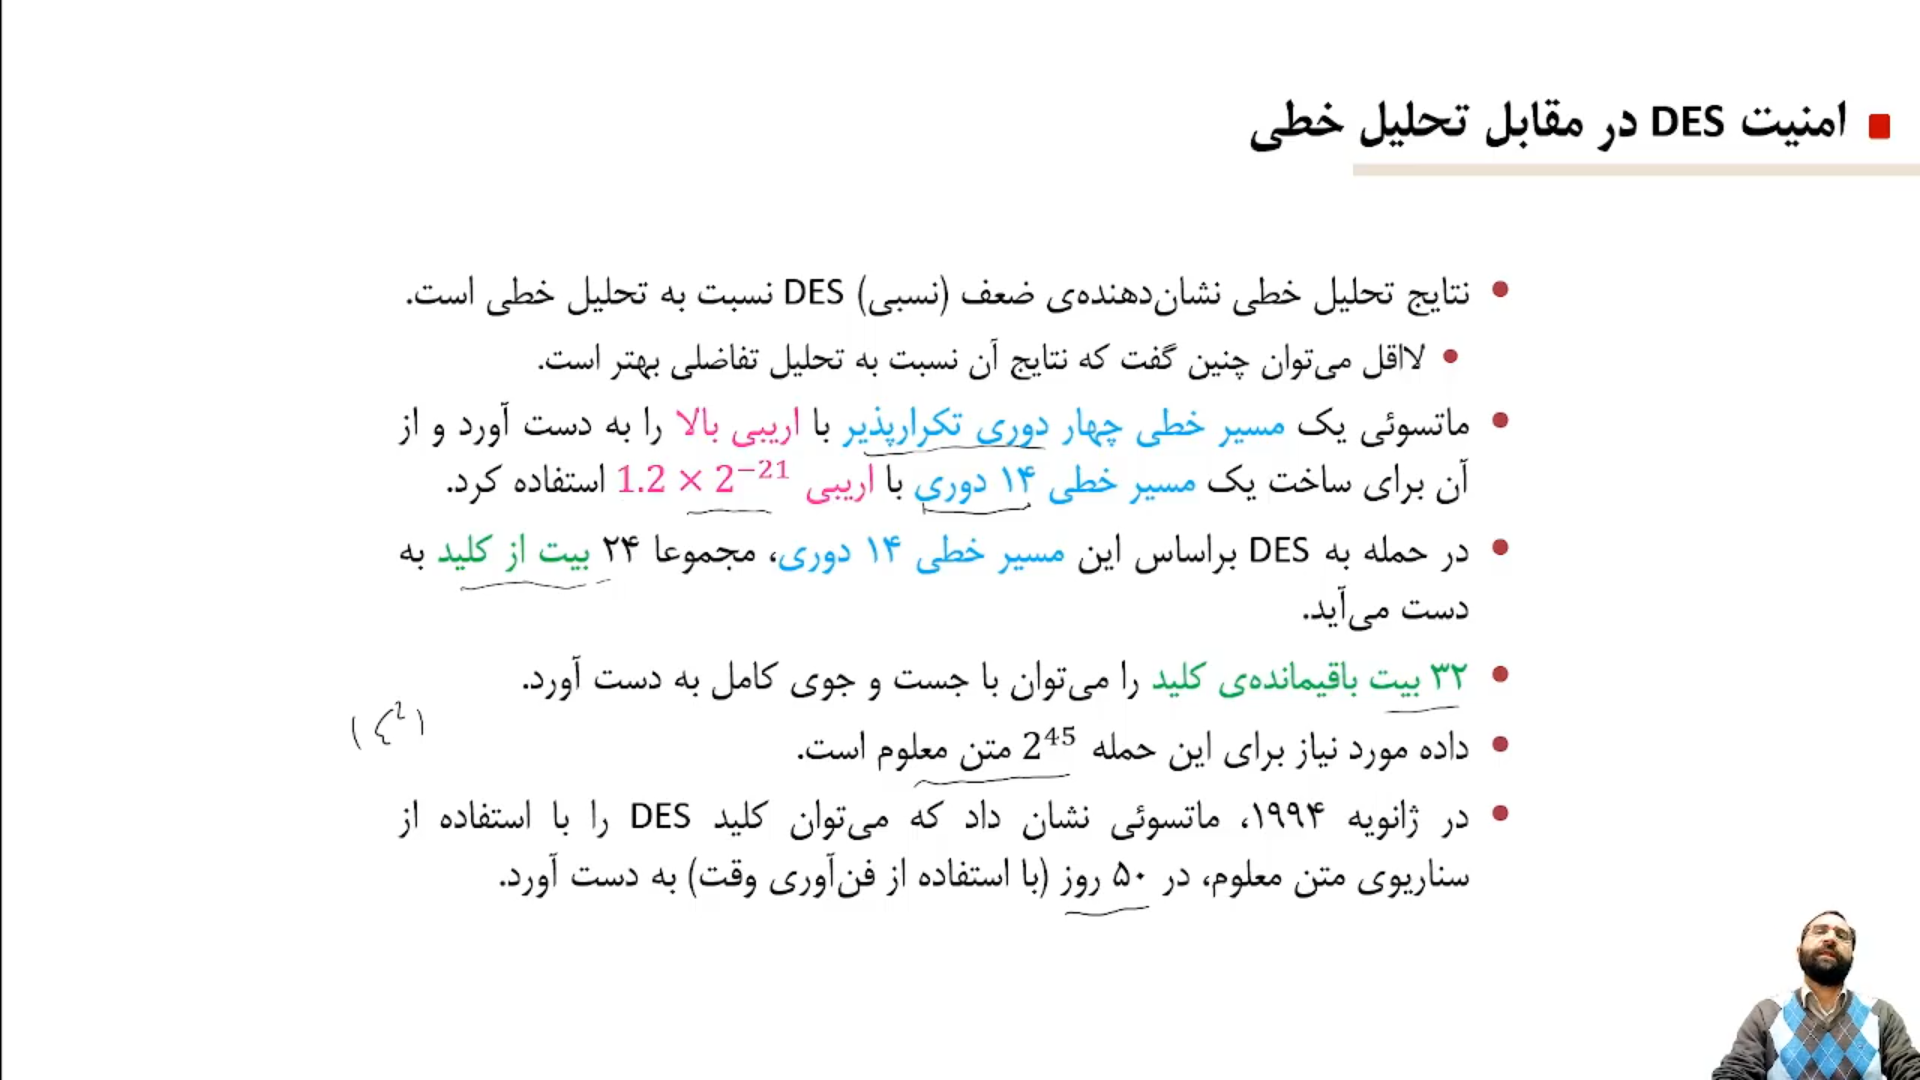 امنیت DES در مقابل تحلیل خطی
نتایج تحلیل خطی نشان‌دهنده‌ی ضعف (نسبی) DES نسبت به تحلیل خطی است.
لااقل می‌توان چنین گفت که نتایج آن نسبت به تحلیل تفاضلی بهتر است.
ماتسوئی یک مسیر خطی چهار دوری تکرارپذیر با اریبی بالا را به دست آورد و از
آن برای ساخت یک مسیر خطی ۱۴ دوری با اریبی 1.2 × 2⁻²¹ استفاده کرد.
در حمله به DES براساس این مسیر خطی ۱۴ دوری، مجموعا ۲۴ بیت از کلید به
دست می‌آید.
۳۲ بیت باقیمانده‌ی کلید را می‌توان با جست و جوی کامل به دست آورد.
داده مورد نیاز برای این حمله 2⁴⁵ متن معلوم است.
در ژانویه ۱۹۹۴، ماتسوئی نشان داد که می‌توان کلید DES را با استفاده از
سناریوی متن معلوم، در ۵۰ روز (با استفاده از فن‌آوری وقت) به دست آورد.